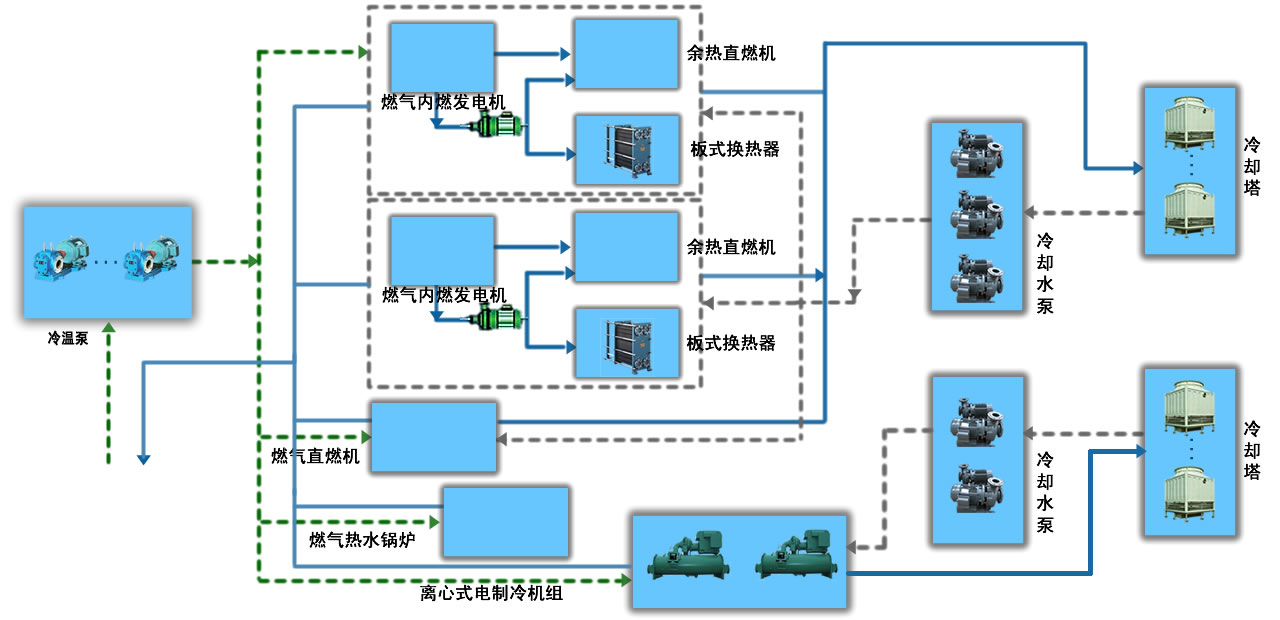 余热直燃机
燃气内燃发电机
板式换热器
余热直燃机
燃气内燃发电机
板式换热器
冷却塔
冷却水泵
冷温泵
燃气直燃机
冷却塔
冷却水泵
燃气热水锅炉
离心式电制冷机组